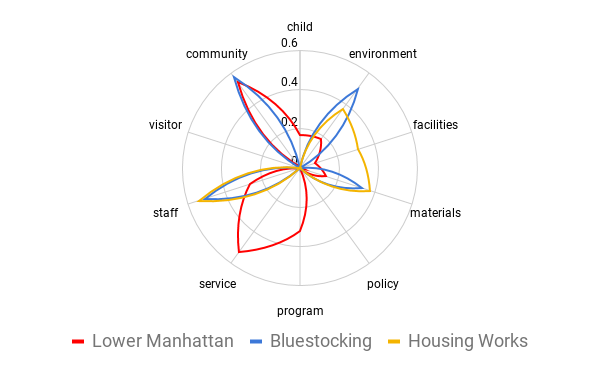 child
0.6
community
environment
0.4
visitor
0.2
facilities
0
staff
materials
service
policy
program
Lower Manhattan
Bluestocking
Housing Works